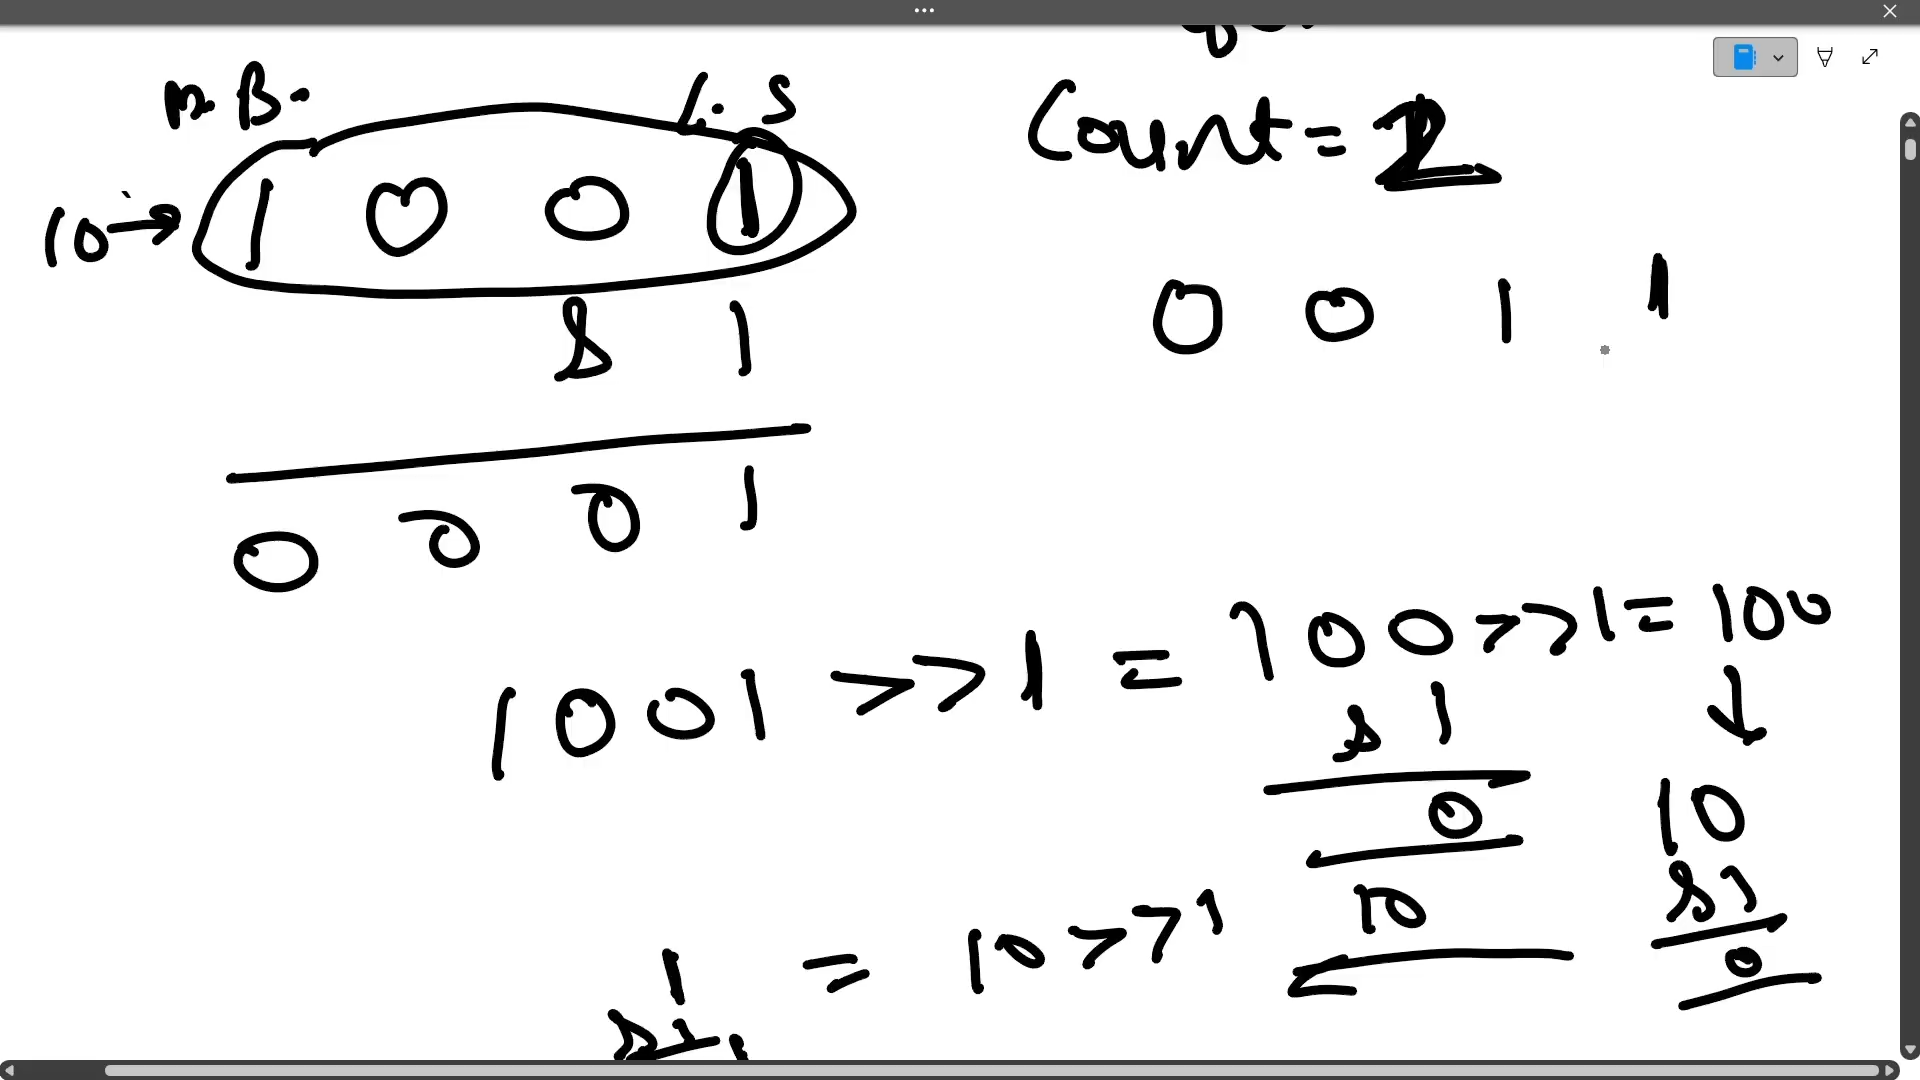 M. B. L. S
Count = 2
10 → 1 0 0 1
0 0 1 1
& 1
0 0 0 1
1001 >> 1 = 100 >> 1 = 100
& 1
↓
0
10
10
& 1
0
1 = 10 >> 1
& 1